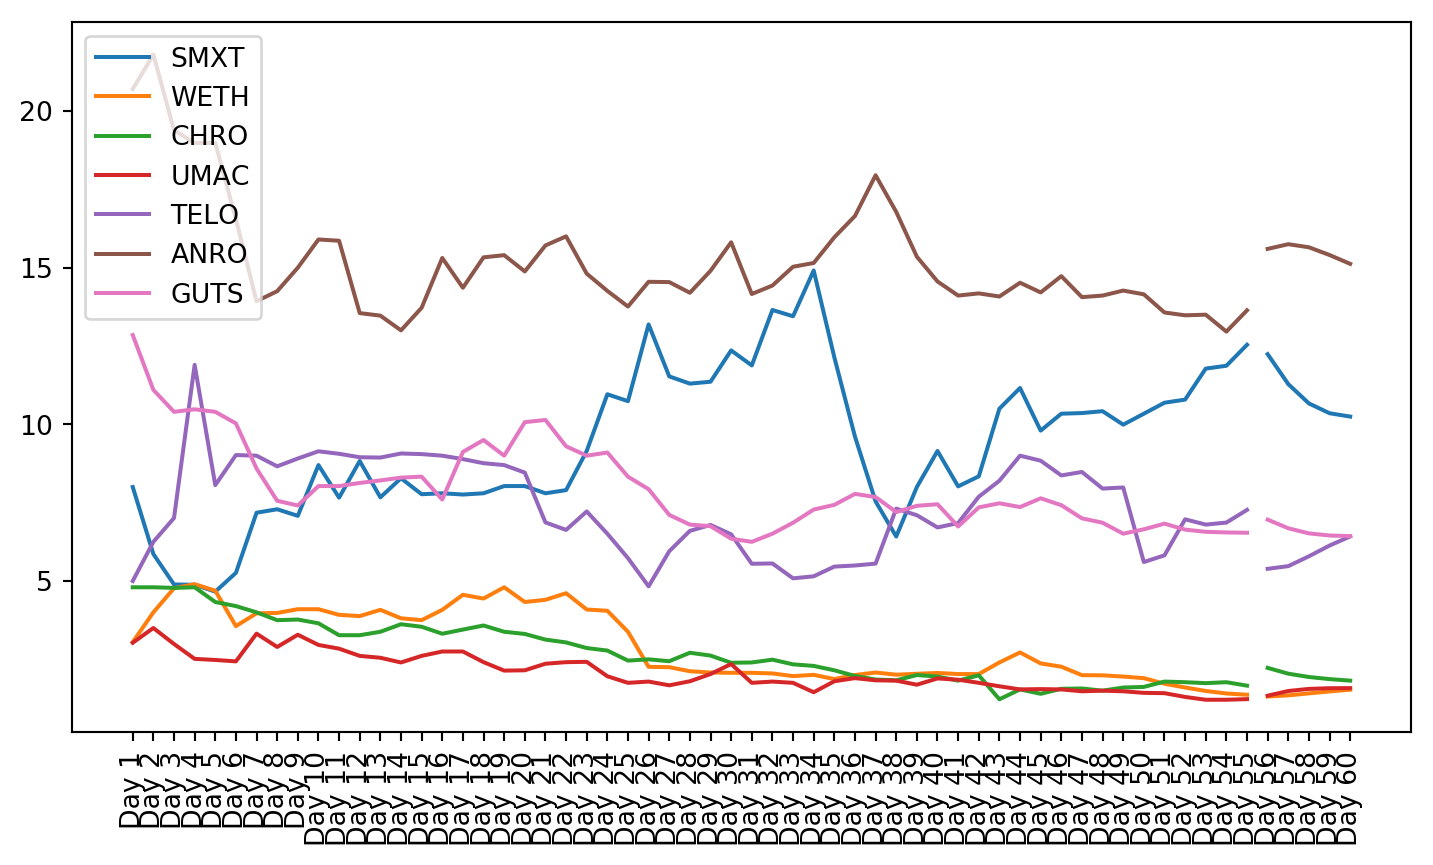 SMXT
WETH
CHRO
UMAC
TELO
ANRO
GUTS
20
15
10
5
Day 1
Day 2
Day 3
Day 4
Day 5
Day 6
Day 7
Day 8
Day 9
Day 10
Day 11
Day 12
Day 13
Day 14
Day 15
Day 16
Day 17
Day 18
Day 19
Day 20
Day 21
Day 22
Day 23
Day 24
Day 25
Day 26
Day 27
Day 28
Day 29
Day 30
Day 31
Day 32
Day 33
Day 34
Day 35
Day 36
Day 37
Day 38
Day 39
Day 40
Day 41
Day 42
Day 43
Day 44
Day 45
Day 46
Day 47
Day 48
Day 49
Day 50
Day 51
Day 52
Day 53
Day 54
Day 55
Day 56
Day 57
Day 58
Day 59
Day 60